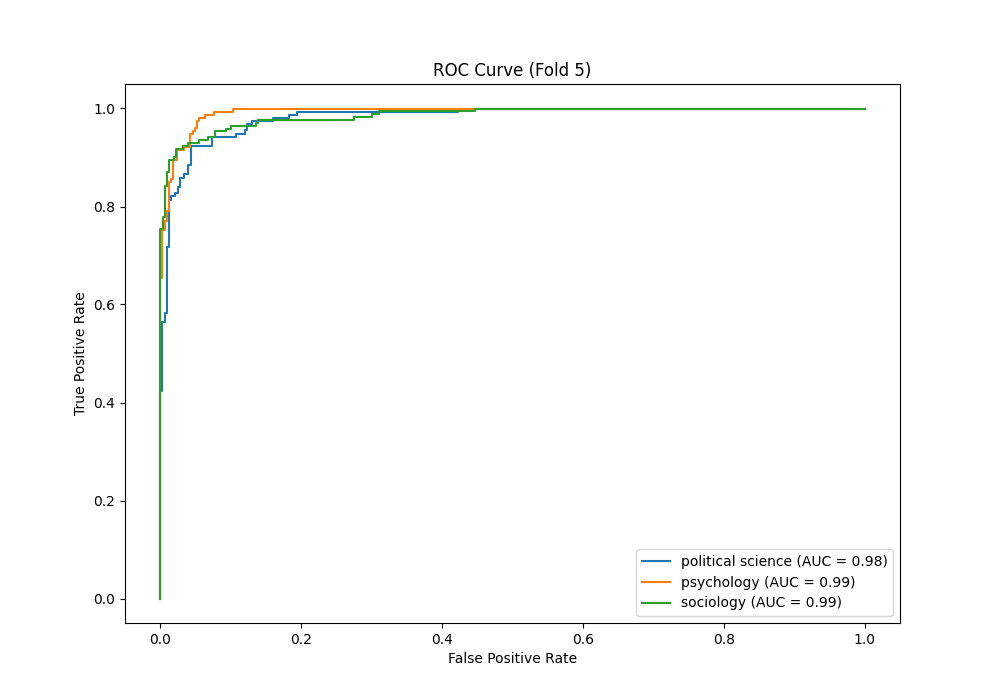 ROC Curve (Fold 5)
1.0
0.8
0.6
0.4
0.2
0.0
True Positive Rate
political science (AUC = 0.98)
psychology (AUC = 0.99)
sociology (AUC = 0.99)
0.0 0.2 0.4 0.6 0.8 1.0
False Positive Rate